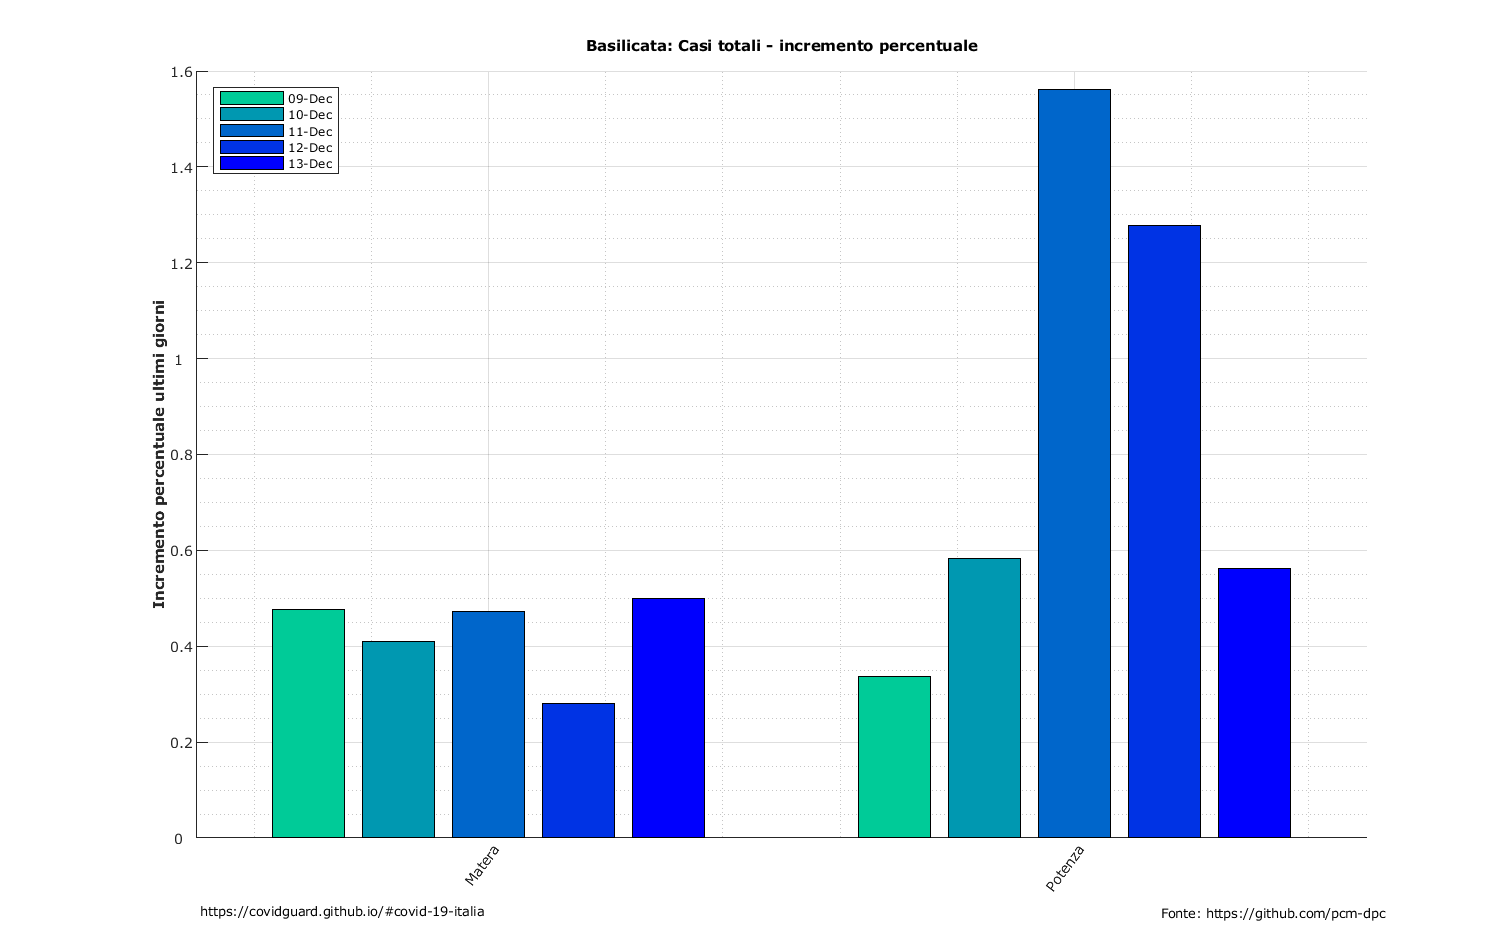 Basilicata: Casi totali - incremento percentuale
1.6
1.4
1.2
1
0.8
0.6
0.4
0.2
0
Incremento percentuale ultimi giorni
09-Dec
10-Dec
11-Dec
12-Dec
13-Dec
Matera
Potenza
https://covidguard.github.io/#covid-19-italia
Fonte: https://github.com/pcm-dpc